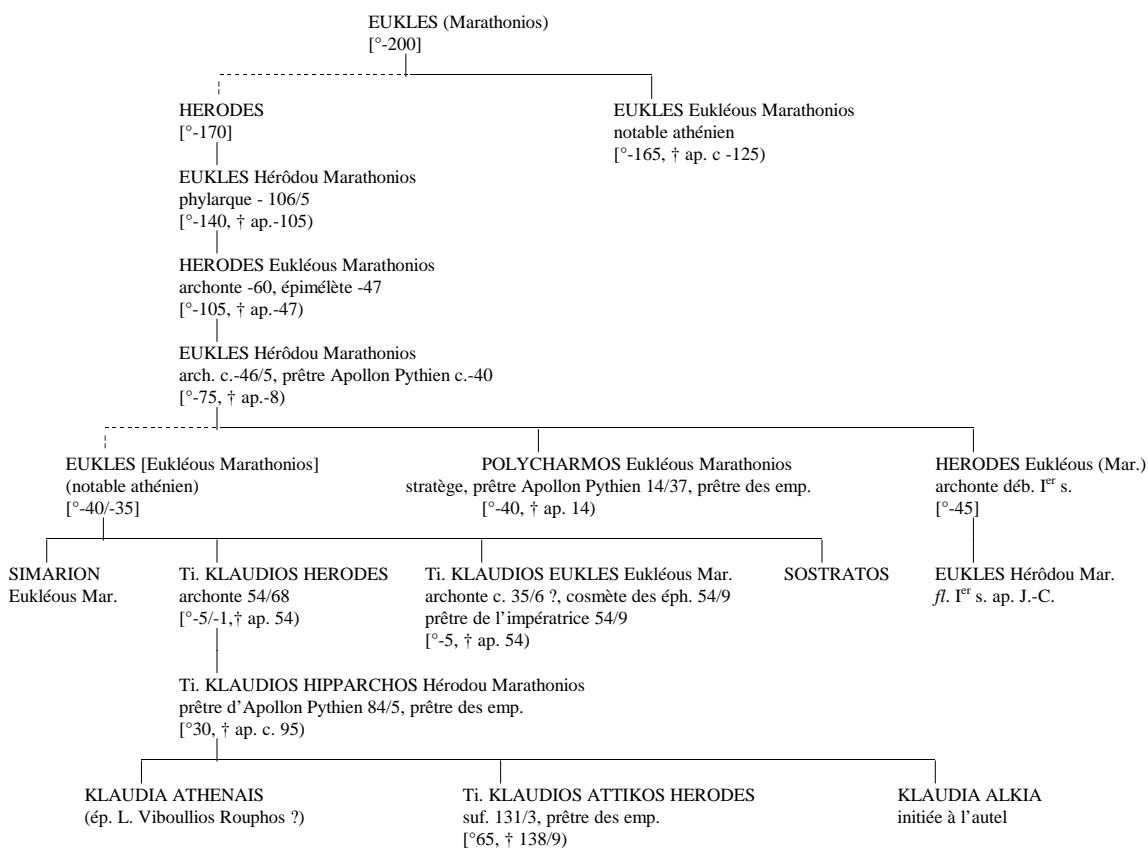 EUKLES (Marathonios)
[°-200]
HERODES
[°-170]
EUKLES Eukléous Marathonios
notable athénien
[°-165, † ap. c -125)
EUKLES Hérôdou Marathonios
phylarque - 106/5
[°-140, † ap.-105)
HERODES Eukléous Marathonios
archonte -60, épimélète -47
[°-105, † ap.-47)
EUKLES Hérôdou Marathonios
arch. c.-46/5, prêtre Apollon Pythien c.-40
[°-75, † ap.-8)
EUKLES [Eukléous Marathonios]
(notable athénien)
[°-40/-35]
POLYCHARMOS Eukléous Marathonios
stratège, prêtre Apollon Pythien 14/37, prêtre des emp.
[°-40, † ap. 14)
HERODES Eukléous (Mar.)
archonte déb. Ier s.
[°-45]
SIMARION
Eukléous Mar.
Ti. KLAUDIOS HERODES
archonte 54/68
[°-5/-1,† ap. 54)
Ti. KLAUDIOS EUKLES Eukléous Mar.
archonte c. 35/6 ?, cosmète des éph. 54/9
prêtre de l'impératrice 54/9
[°-5, † ap. 54)
SOSTRATOS
EUKLES Hérôdou Mar.
fl. Ier s. ap. J.-C.
Ti. KLAUDIOS HIPPARCHOS Hérodou Marathonios
prêtre d'Apollon Pythien 84/5, prêtre des emp.
[°30, † ap. c. 95)
KLAUDIA ATHENAIS
(ép. L. Viboullios Rouphos ?)
Ti. KLAUDIOS ATTIKOS HERODES
suf. 131/3, prêtre des emp.
[°65, † 138/9)
KLAUDIA ALKIA
initiée à l'autel